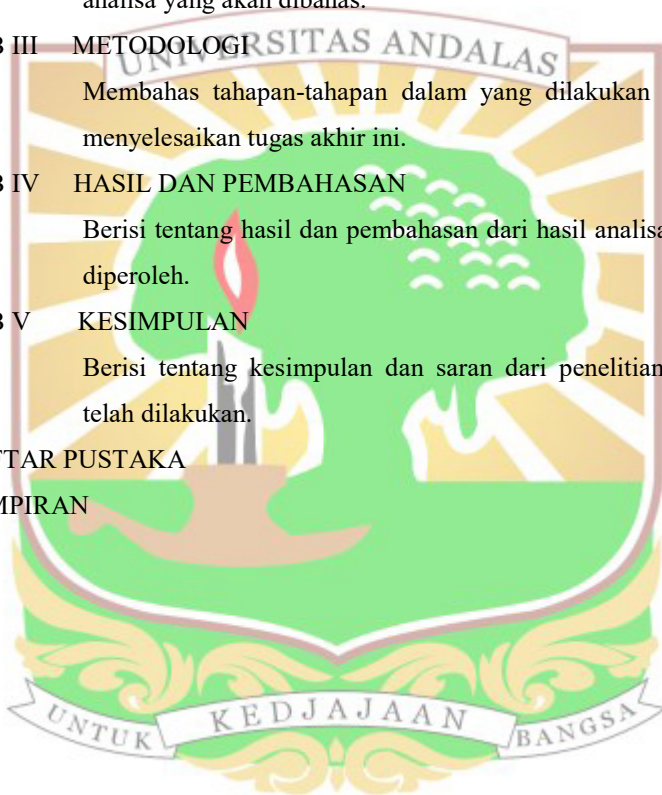 analisa yang akan dibahas.
B III METODOLOGI
UNIVERSITAS ANDALAS
Membahas tahapan-tahapan dalam yang dilakukan
menyelesaikan tugas akhir ini.
B IV HASIL DAN PEMBAHASAN
Berisi tentang hasil dan pembahasan dari hasil analisa
diperoleh.
B V KESIMPULAN
Berisi tentang kesimpulan dan saran dari penelitian
telah dilakukan.
TAR PUSTAKA
MPIRAN
UNTUK KEDJAJAAN BANGSA